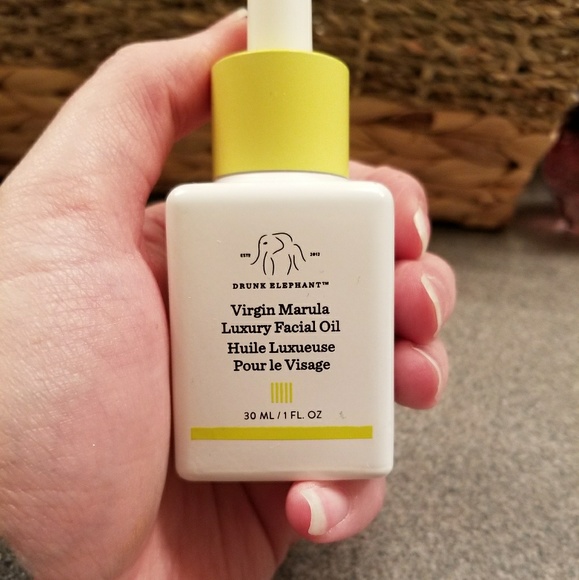 ESTD 2012
DRUNK ELEPHANT™
Virgin Marula
Luxury Facial Oil
Huile Luxueuse
Pour le Visage
30 ML / 1 FL. OZ